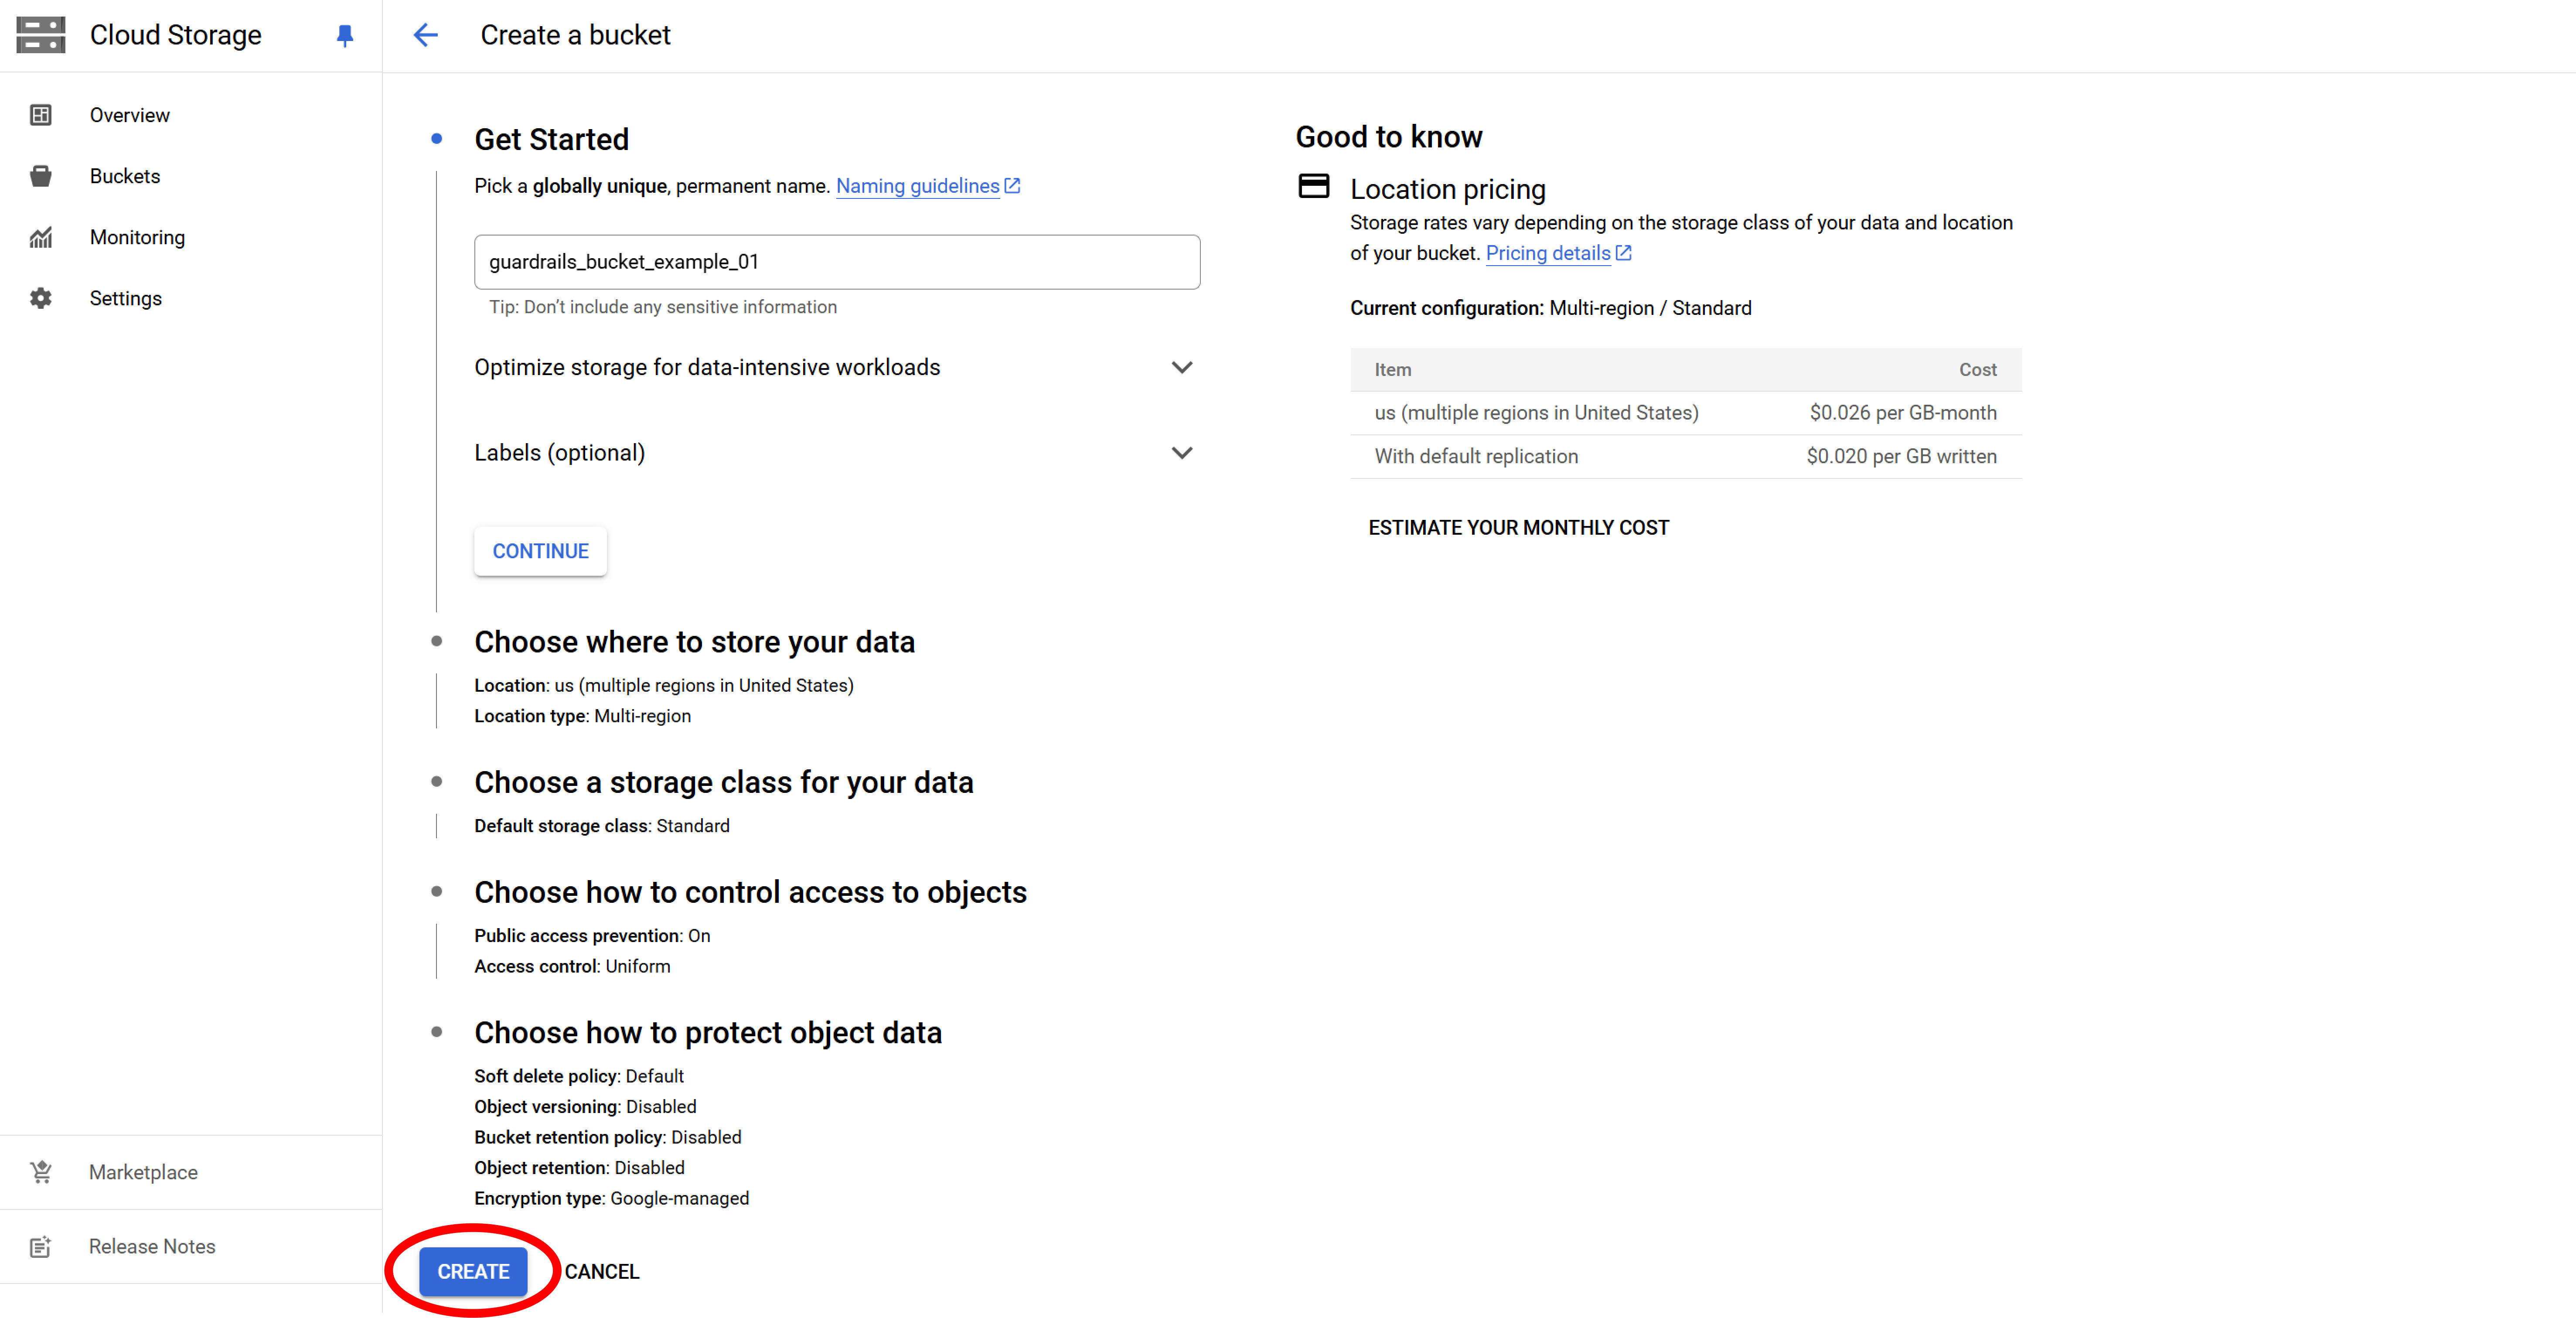 Cloud Storage
Overview
Buckets
Monitoring
Settings
Marketplace
Release Notes
Create a bucket
Get Started
Pick a globally unique, permanent name. Naming guidelines
guardrails_bucket_example_01
Tip: Don’t include any sensitive information
Optimize storage for data-intensive workloads
Labels (optional)
CONTINUE
Choose where to store your data
Location: us (multiple regions in United States)
Location type: Multi-region
Choose a storage class for your data
Default storage class: Standard
Choose how to control access to objects
Public access prevention: On
Access control: Uniform
Choose how to protect object data
Soft delete policy: Default
Object versioning: Disabled
Bucket retention policy: Disabled
Object retention: Disabled
Encryption type: Google-managed
CREATE CANCEL
Good to know
Location pricing
Storage rates vary depending on the storage class of your data and location
of your bucket. Pricing details
Current configuration: Multi-region / Standard
Item Cost
us (multiple regions in United States) $0.026 per GB-month
With default replication $0.020 per GB written
ESTIMATE YOUR MONTHLY COST